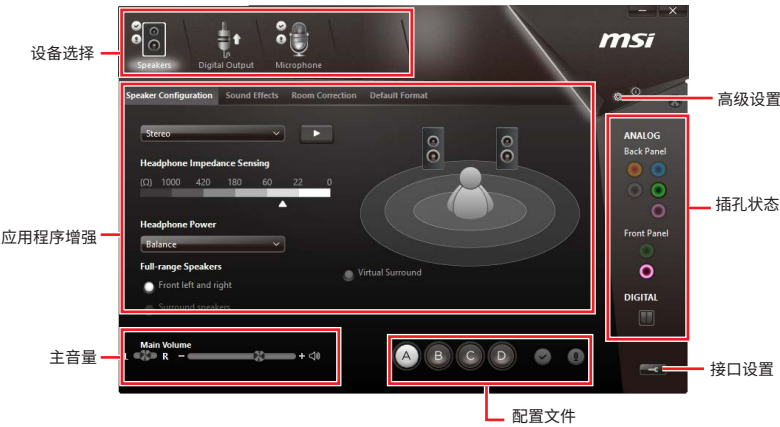 设备选择
Speakers
Digital Output
Microphone
msi
高级设置
Speaker Configuration
Sound Effects
Room Correction
Default Format
Stereo
Headphone Impedance Sensing
(Ω) 1000 420 180 60 22 0
Headphone Power
Balance
Full-range Speakers
Front left and right
Surround speakers
Virtual Surround
应用程序增强
ANALOG
Back Panel
Front Panel
DIGITAL
插孔状态
Main Volume
L R - +
主音量
A B C D
配置文件
接口设置